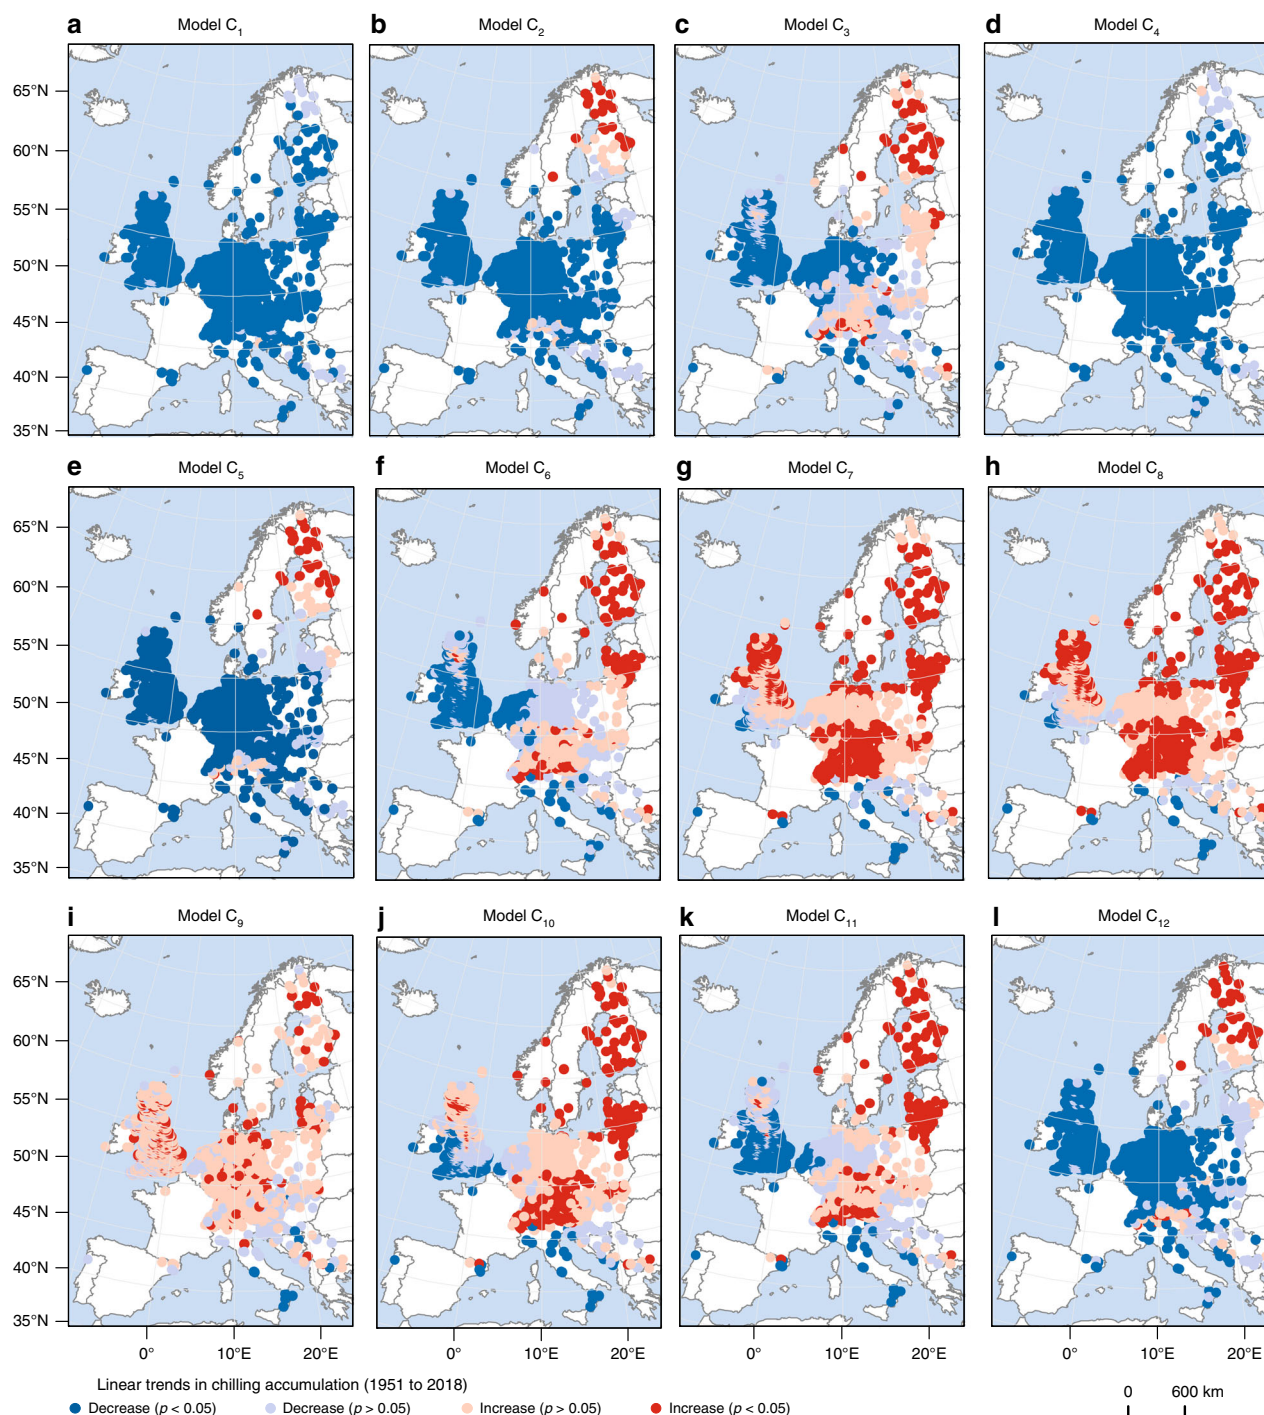 a Model C1 b Model C2 c Model C3 d Model C4
65°N
60°N
55°N
50°N
45°N
40°N
35°N
e Model C5 f Model C6 g Model C7 h Model C8
65°N
60°N
55°N
50°N
45°N
40°N
35°N
i Model C9 j Model C10 k Model C11 l Model C12
65°N
60°N
55°N
50°N
45°N
40°N
35°N
0° 10°E 20°E 0° 10°E 20°E 0° 10°E 20°E 0° 10°E 20°E
Linear trends in chilling accumulation (1951 to 2018)
Decrease (p < 0.05) Decrease (p > 0.05) Increase (p > 0.05) Increase (p < 0.05)
0 600 km